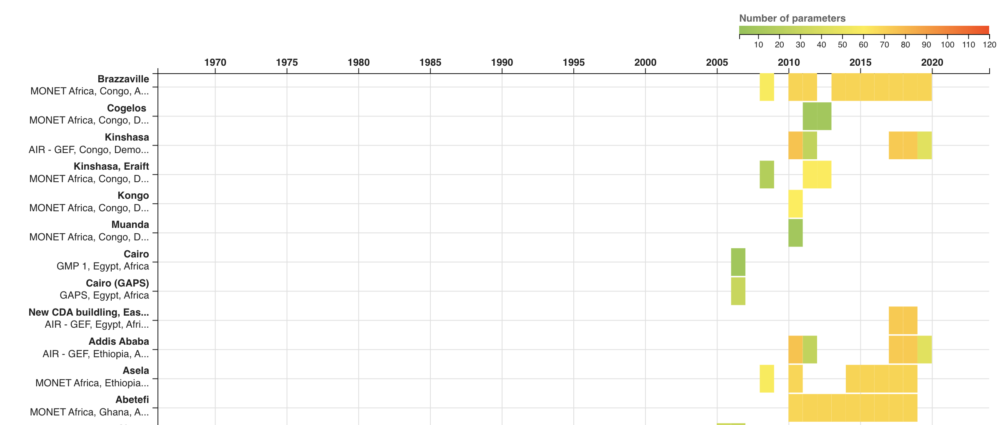 Number of parameters
10 20 30 40 50 60 70 80 90 100 110 120
1970 1975 1980 1985 1990 1995 2000 2005 2010 2015 2020
Brazzaville
MONET Africa, Congo, A...
Cogelos
MONET Africa, Congo, D...
Kinshasa
AIR - GEF, Congo, Demo...
Kinshasa, Eraift
MONET Africa, Congo, D...
Kongo
MONET Africa, Congo, D...
Muanda
MONET Africa, Congo, D...
Cairo
GMP 1, Egypt, Africa
Cairo (GAPS)
GAPS, Egypt, Africa
New CDA buildling, Eas...
AIR - GEF, Egypt, Afri...
Addis Ababa
AIR - GEF, Ethiopia, A...
Asela
MONET Africa, Ethiopia...
Abetefi
MONET Africa, Ghana, A...